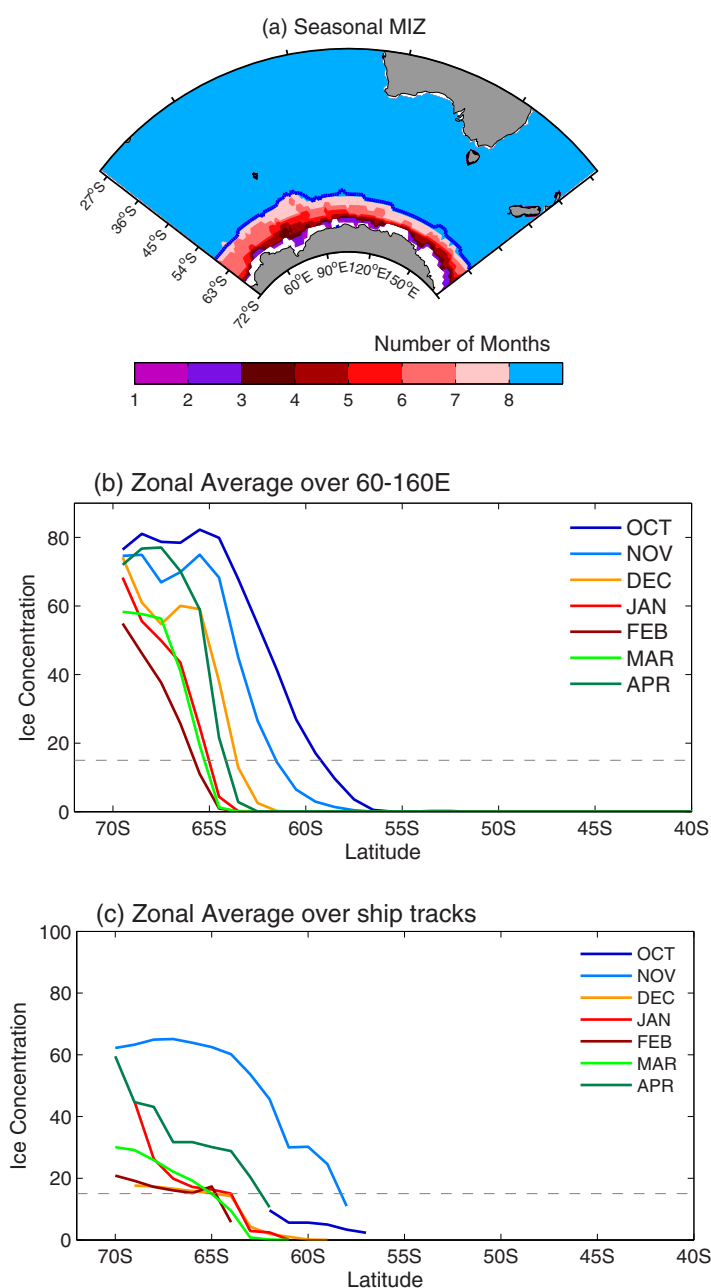 (a) Seasonal MIZ
27°S
36°S
45°S
54°S
63°S
72°S
60°E
90°E
120°E
150°E
Number of Months
1 2 3 4 5 6 7 8
(b) Zonal Average over 60-160E
80
60
40
20
0
Ice Concentration
OCT
NOV
DEC
JAN
FEB
MAR
APR
70S 65S 60S 55S 50S 45S 40S
Latitude
(c) Zonal Average over ship tracks
100
80
60
40
20
0
Ice Concentration
OCT
NOV
DEC
JAN
FEB
MAR
APR
70S 65S 60S 55S 50S 45S 40S
Latitude